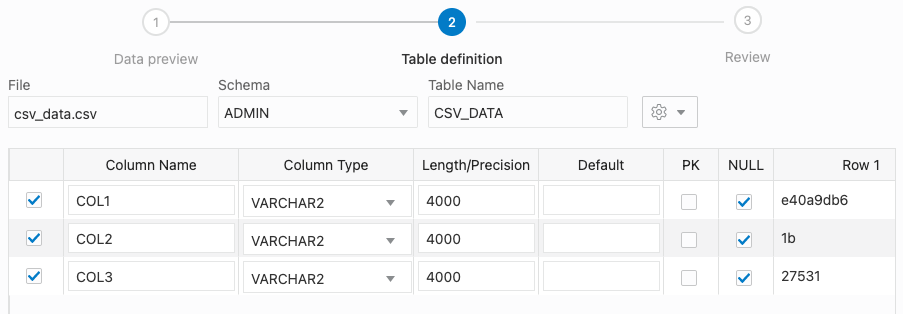 1 2 3
Data preview Table definition Review
File Schema Table Name
csv_data.csv ADMIN CSV_DATA
Column Name Column Type Length/Precision Default PK NULL Row 1
COL1 VARCHAR2 4000 e40a9db6
COL2 VARCHAR2 4000 1b
COL3 VARCHAR2 4000 27531